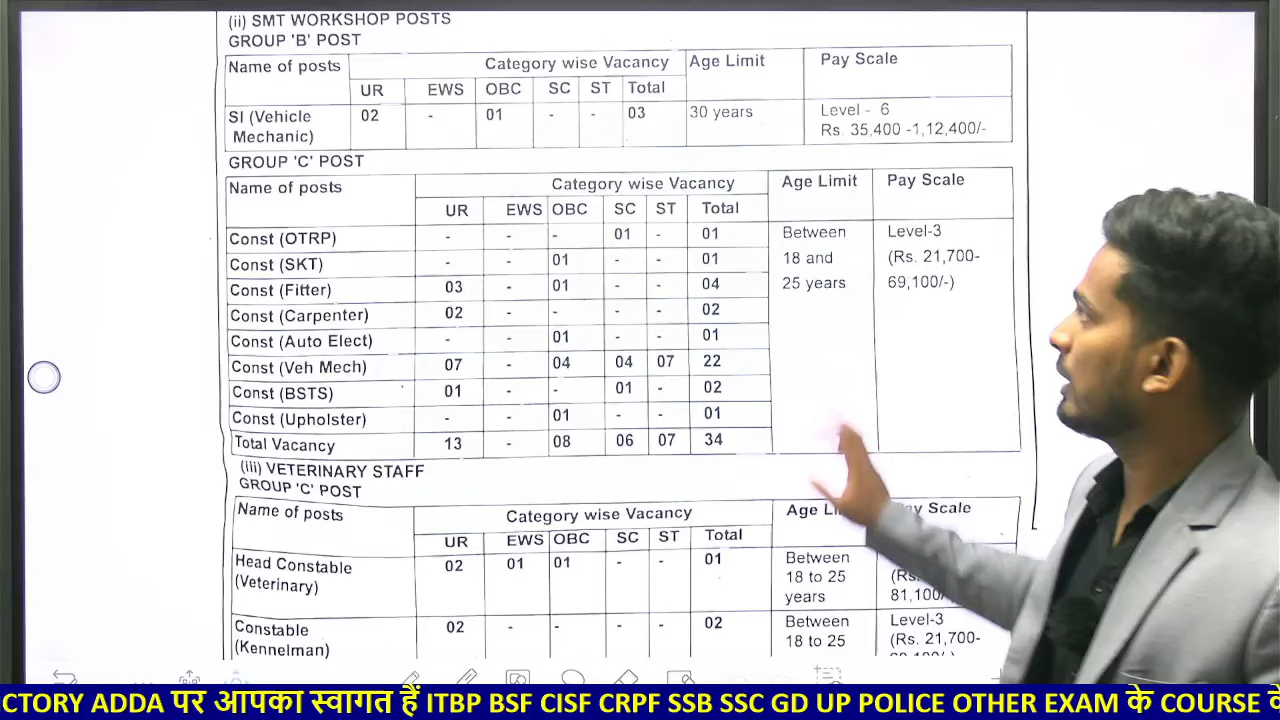 (ii) SMT WORKSHOP POSTS
GROUP 'B' POST
Name of posts Category wise Vacancy Age Limit Pay Scale
UR EWS OBC SC ST Total
SI (Vehicle Mechanic) 02 - 01 - - 03 30 years Level - 6 Rs. 35,400 -1,12,400/-
GROUP 'C' POST
Name of posts Category wise Vacancy Age Limit Pay Scale
UR EWS OBC SC ST Total
Const (OTRP) - - - 01 - 01 Between Level-3
Const (SKT) - - 01 - - 01 18 and (Rs. 21,700-
Const (Fitter) 03 - 01 - - 04 25 years 69,100/-)
Const (Carpenter) 02 - - - - 02
Const (Auto Elect) - - 01 - - 01
Const (Veh Mech) 07 - 04 04 07 22
Const (BSTS) 01 - - 01 - 02
Const (Upholster) - - 01 - - 01
Total Vacancy 13 - 08 06 07 34
(iii) VETERINARY STAFF
GROUP 'C' POST
Name of posts Category wise Vacancy Age Pay Scale
UR EWS OBC SC ST Total
Head Constable (Veterinary) 02 01 01 - - 01 Between 18 to 25 years (Rs. 81,100/
Constable (Kennelman) 02 - - - - 02 Between 18 to 25 Level-3 (Rs. 21,700-
CTORY ADDA पर आपका स्वागत हैं ITBP BSF CISF CRPF SSB SSC GD UP POLICE OTHER EXAM के COURSE